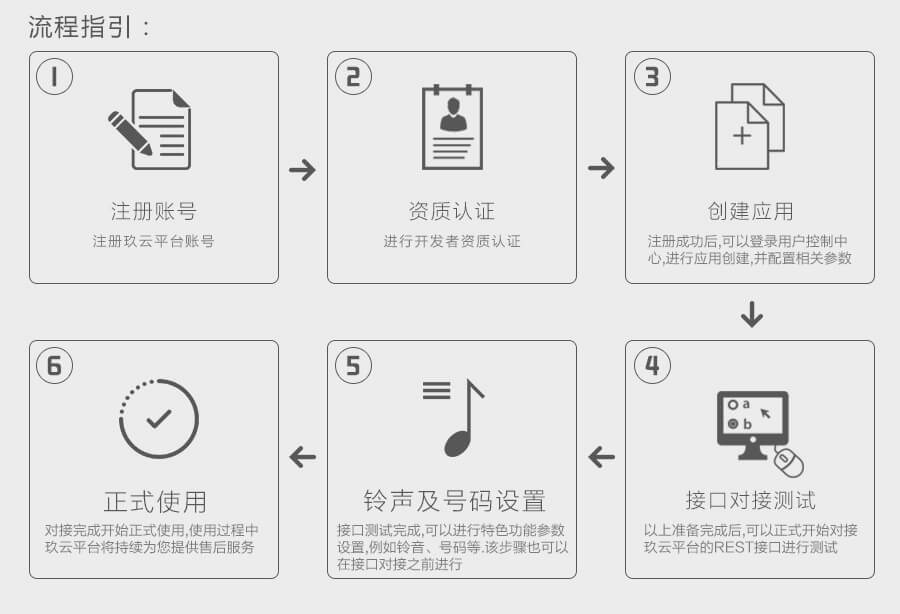 流程指引：
1
注册账号
注册玖云平台账号
2
资质认证
进行开发者资质认证
3
创建应用
注册成功后,可以登录用户控制中
心,进行应用创建,并配置相关参数
4
a
b
接口对接测试
以上准备完成后,可以正式开始对接
玖云平台的REST接口进行测试
5
铃声及号码设置
接口测试完成,可以进行特色功能参数
设置,例如铃音、号码等.该步骤也可以
在接口对接之前进行
6
正式使用
对接完成开始正式使用,使用过程中
玖云平台将持续为您提供售后服务